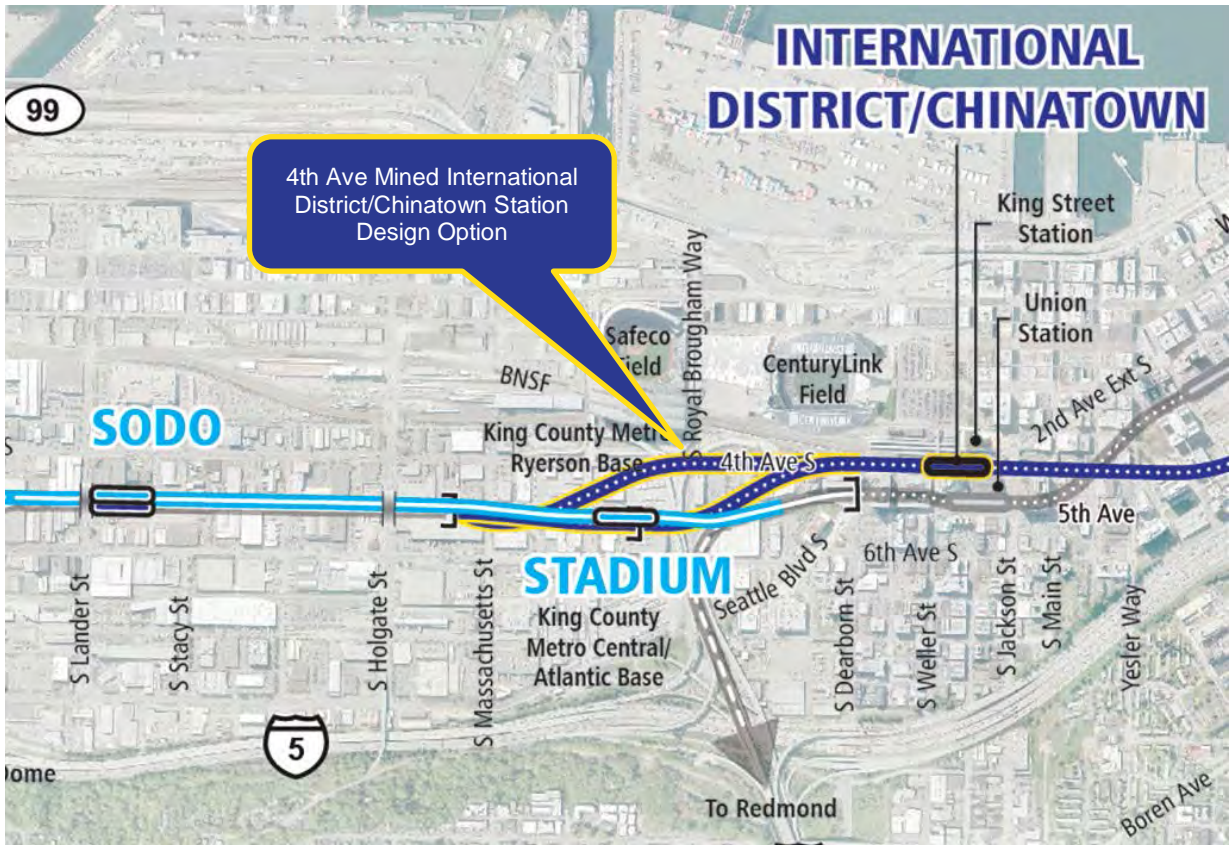 INTERNATIONAL
DISTRICT/CHINATOWN
99
4th Ave Mined International
District/Chinatown Station
Design Option
King Street
Station
Union
Station
Safeco
Field
S Royal Brougham Way
CenturyLink
Field
BNSF
2nd Ave Ext S
SODO
King County Metro
Ryerson Base
4th Ave S
5th Ave
6th Ave S
STADIUM
Seattle Blvd S
King County
Metro Central/
Atlantic Base
S Lander St
S Stacy St
S Holgate St
S Massachusetts St
S Dearborn St
S Weller St
S Jackson St
S Main St
Yesler Way
5
To Redmond
Boren Ave